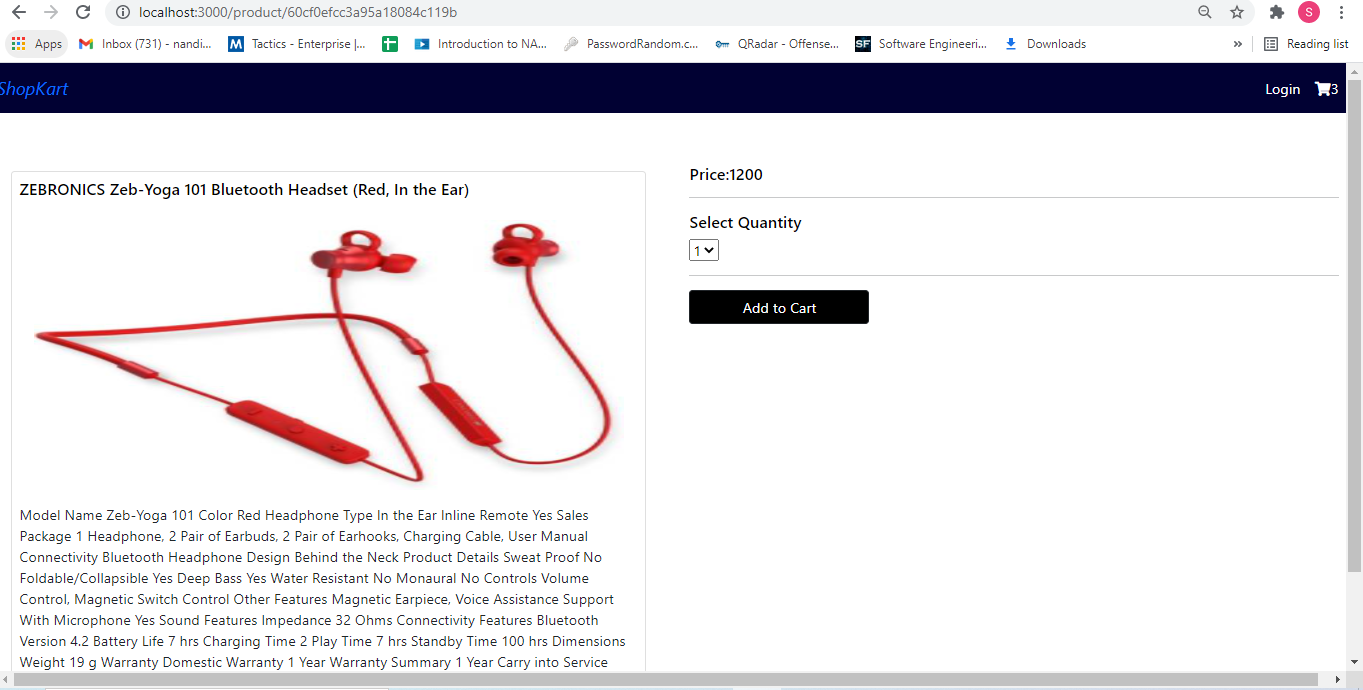 localhost:3000/product/60cf0efcc3a95a18084c119b
S
Apps
Inbox (731) - nandi...
M Tactics - Enterprise |...
Introduction to NA...
PasswordRandom.c...
QRadar - Offense...
SF Software Engineeri...
Downloads
»
Reading list
ShopKart
Login
3
ZEBRONICS Zeb-Yoga 101 Bluetooth Headset (Red, In the Ear)
Model Name Zeb-Yoga 101 Color Red Headphone Type In the Ear Inline Remote Yes Sales
Package 1 Headphone, 2 Pair of Earbuds, 2 Pair of Earhooks, Charging Cable, User Manual
Connectivity Bluetooth Headphone Design Behind the Neck Product Details Sweat Proof No
Foldable/Collapsible Yes Deep Bass Yes Water Resistant No Monaural No Controls Volume
Control, Magnetic Switch Control Other Features Magnetic Earpiece, Voice Assistance Support
With Microphone Yes Sound Features Impedance 32 Ohms Connectivity Features Bluetooth
Version 4.2 Battery Life 7 hrs Charging Time 2 Play Time 7 hrs Standby Time 100 hrs Dimensions
Weight 19 g Warranty Domestic Warranty 1 Year Warranty Summary 1 Year Carry into Service
Price:1200
Select Quantity
1
Add to Cart